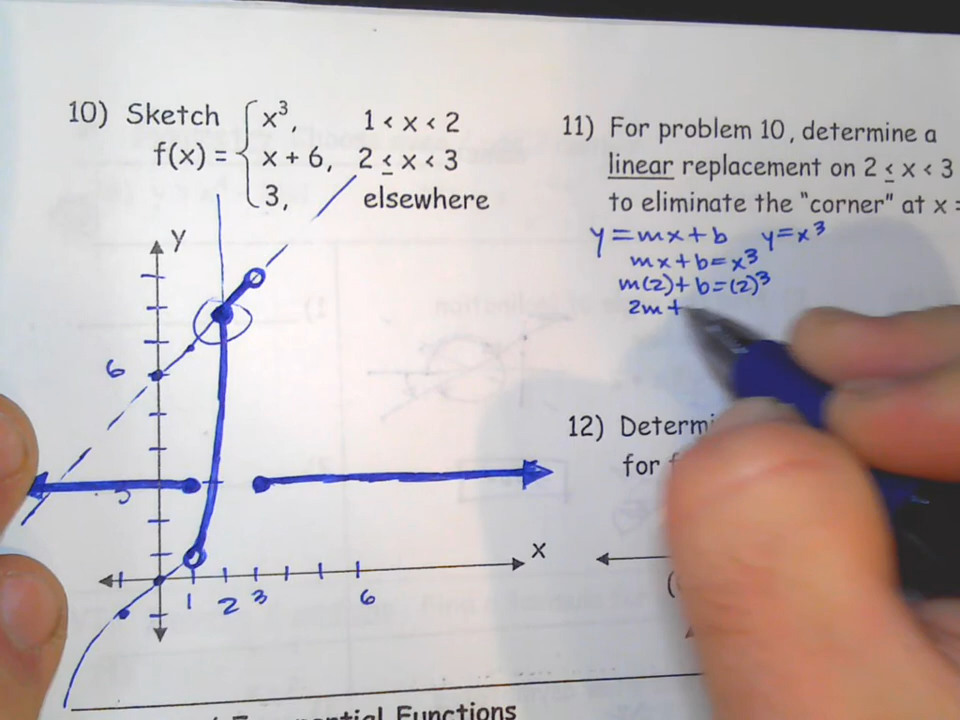 10) Sketch
f(x) = { x³, 1 < x < 2
x + 6, 2 ≤ x < 3
3, elsewhere
y
6
3
1 2 3 6
x
11) For problem 10, determine a
linear replacement on 2 ≤ x < 3
to eliminate the "corner" at x =
y = mx + b y = x³
mx + b = x³
m(2) + b = (2)³
2m +
12)
for
Functions